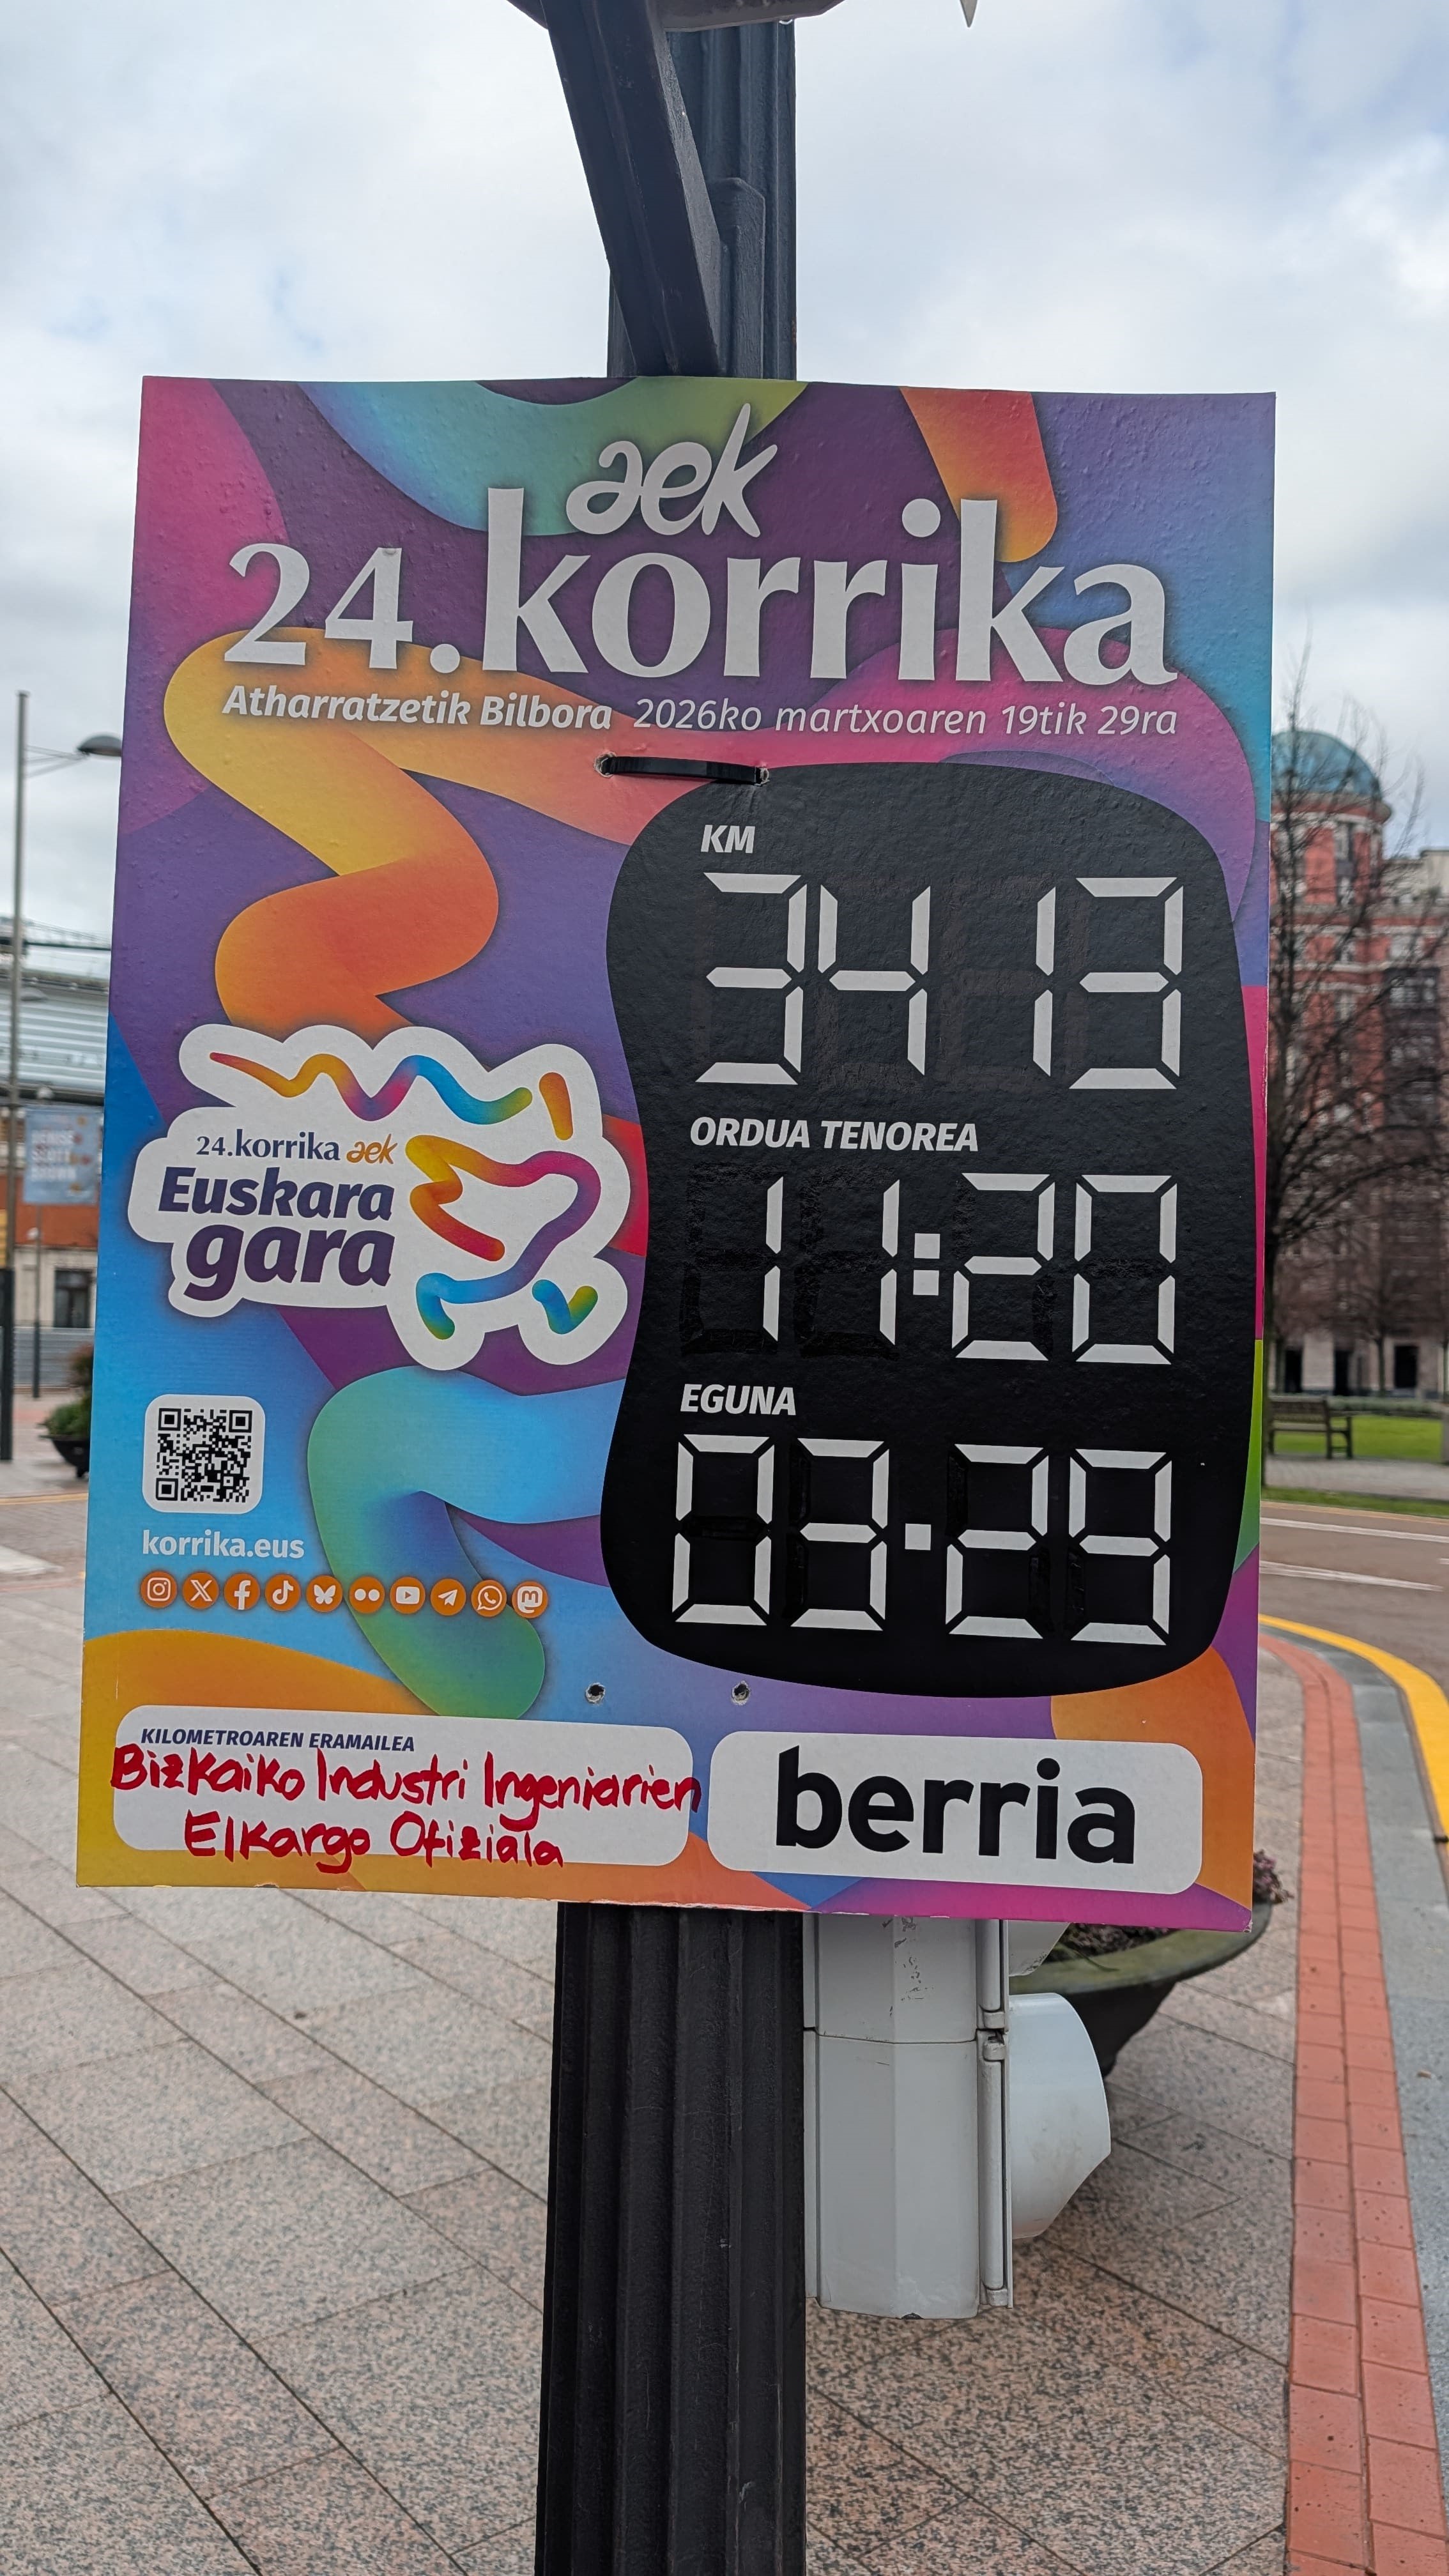 aek
24.korrika
Atharratzetik Bilbora 2026ko martxoaren 19tik 29ra
KM
3413
ORDUA TENOREA
11:20
EGUNA
03.29
24.korrika aek
Euskara
gara
korrika.eus
KILOMETROAREN ERAMAILEA
Bizkaiko Industri Ingeniarien
Elkargo Ofiziala
berria